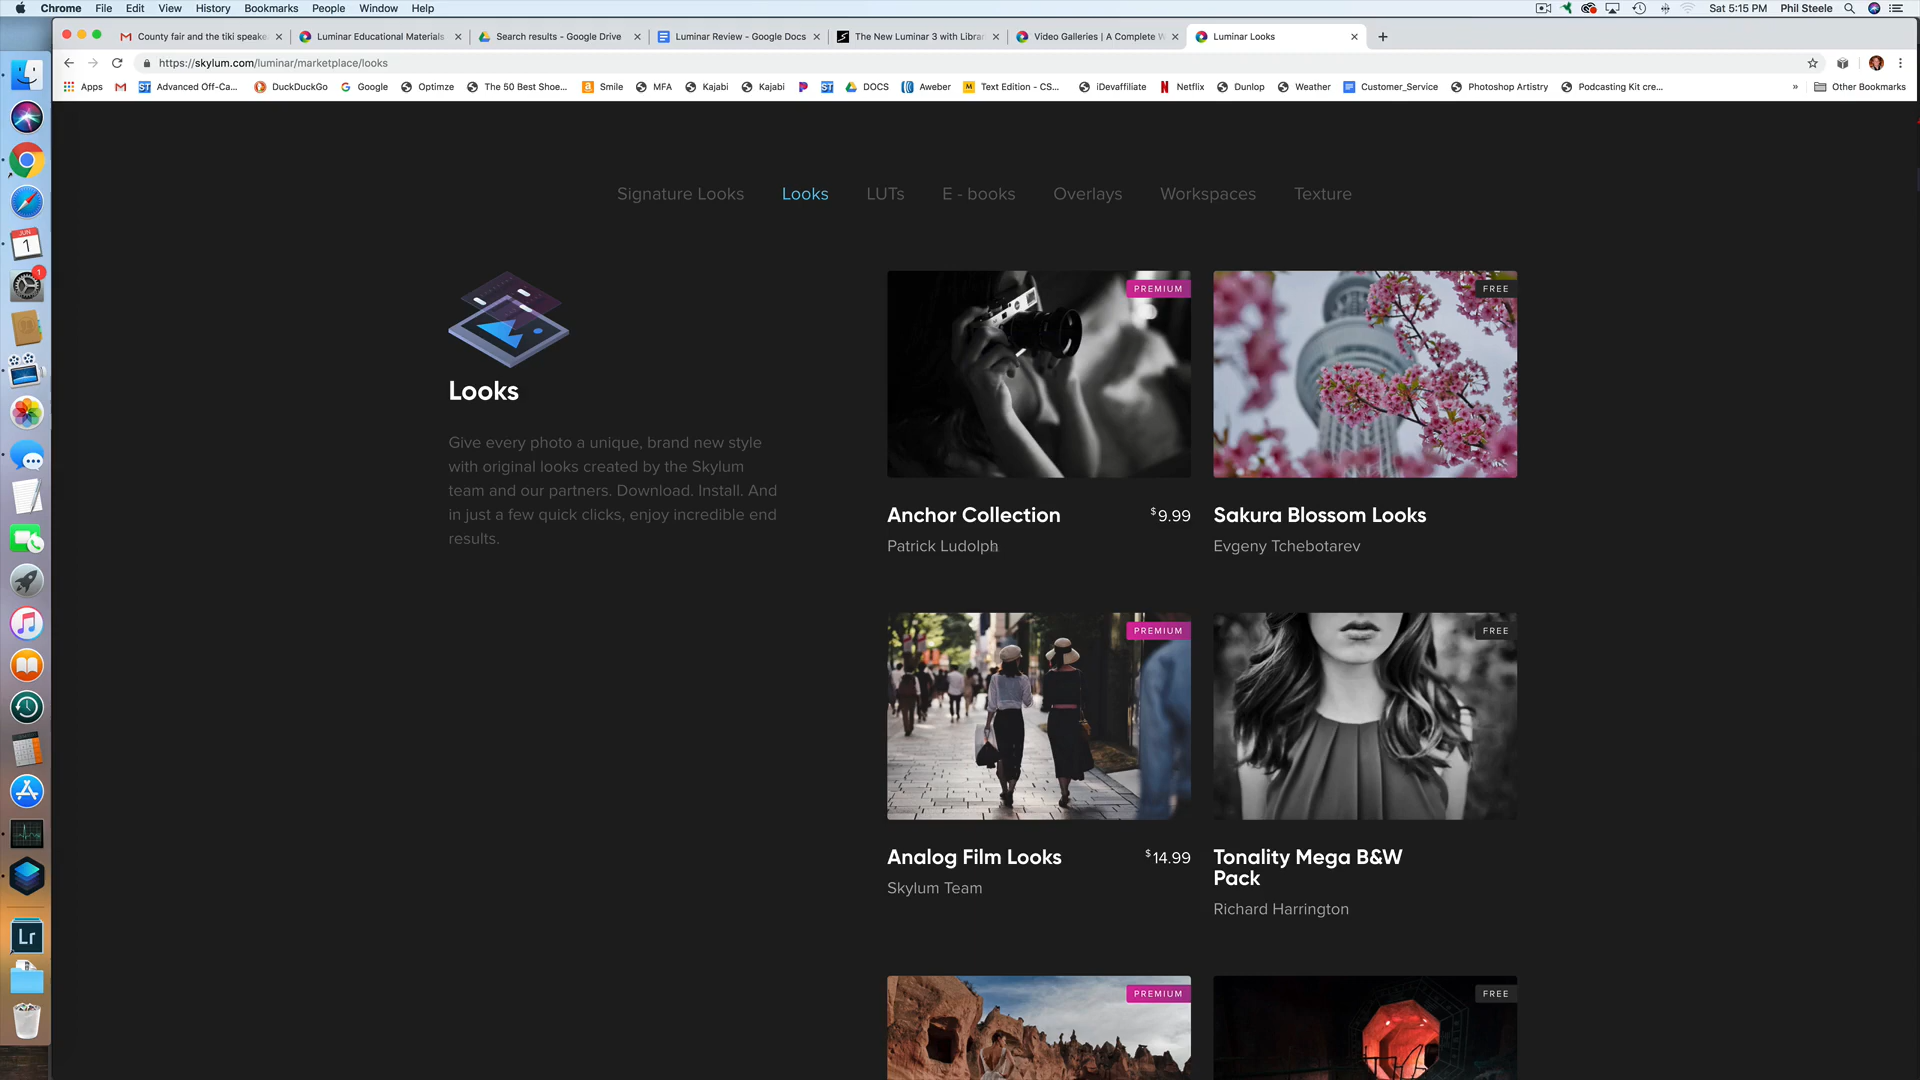 Chrome File Edit View History Bookmarks People Window Help
Sat 5:15 PM Phil Steele
County fair and the tiki speake
Luminar Educational Materials
Search results - Google Drive
Luminar Review - Google Docs
The New Luminar 3 with Libra
Video Galleries | A Complete W
Luminar Looks
https://skylum.com/luminar/marketplace/looks
Apps
Advanced Off-Ca...
DuckDuckGo
Google
Optimze
The 50 Best Shoe...
Smile
MFA
Kajabi
Kajabi
DOCS
Aweber
Text Edition - CS...
iDevaffiliate
Netflix
Dunlop
Weather
Customer_Service
Photoshop Artistry
Podcasting Kit cre...
»
Other Bookmarks
Signature Looks
Looks
LUTs
E - books
Overlays
Workspaces
Texture
Looks
Give every photo a unique, brand new style
with original looks created by the Skylum
team and our partners. Download. Install. And
in just a few quick clicks, enjoy incredible end
results.
PREMIUM
Anchor Collection
$9.99
Patrick Ludolph
FREE
Sakura Blossom Looks
Evgeny Tchebotarev
PREMIUM
Analog Film Looks
$14.99
Skylum Team
FREE
Tonality Mega B&W
Pack
Richard Harrington
PREMIUM
FREE
JUN
1
1
Lr